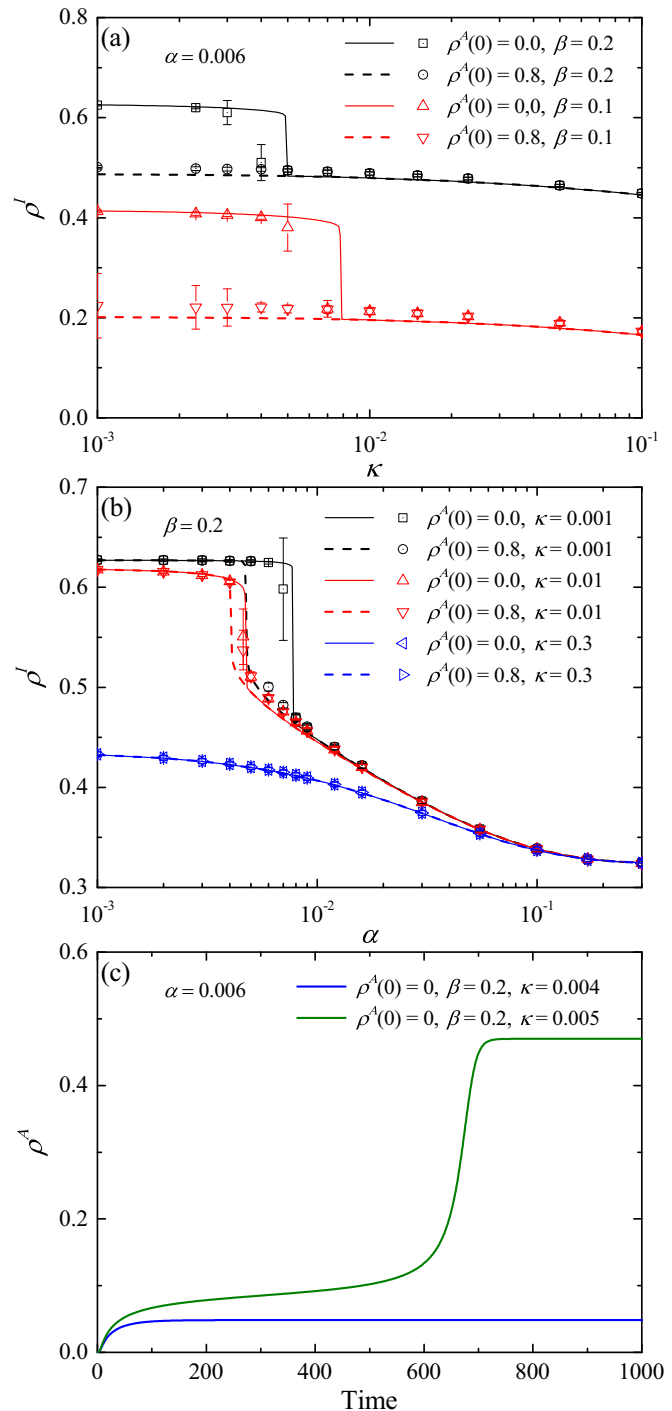 (a)
α = 0.006
ρ^A(0) = 0.0, β = 0.2
ρ^A(0) = 0.8, β = 0.2
ρ^A(0) = 0,0, β = 0.1
ρ^A(0) = 0.8, β = 0.1
0.8
0.6
0.4
0.2
0.0
ρ^I
10^-3
10^-2
10^-1
κ
(b)
β = 0.2
ρ^A(0) = 0.0, κ = 0.001
ρ^A(0) = 0.8, κ = 0.001
ρ^A(0) = 0.0, κ = 0.01
ρ^A(0) = 0.8, κ = 0.01
ρ^A(0) = 0.0, κ = 0.3
ρ^A(0) = 0.8, κ = 0.3
0.7
0.6
0.5
0.4
0.3
ρ^I
10^-3
10^-2
10^-1
α
(c)
α = 0.006
ρ^A(0) = 0, β = 0.2, κ = 0.004
ρ^A(0) = 0, β = 0.2, κ = 0.005
0.6
0.4
0.2
0.0
ρ^A
0
200
400
600
800
1000
Time